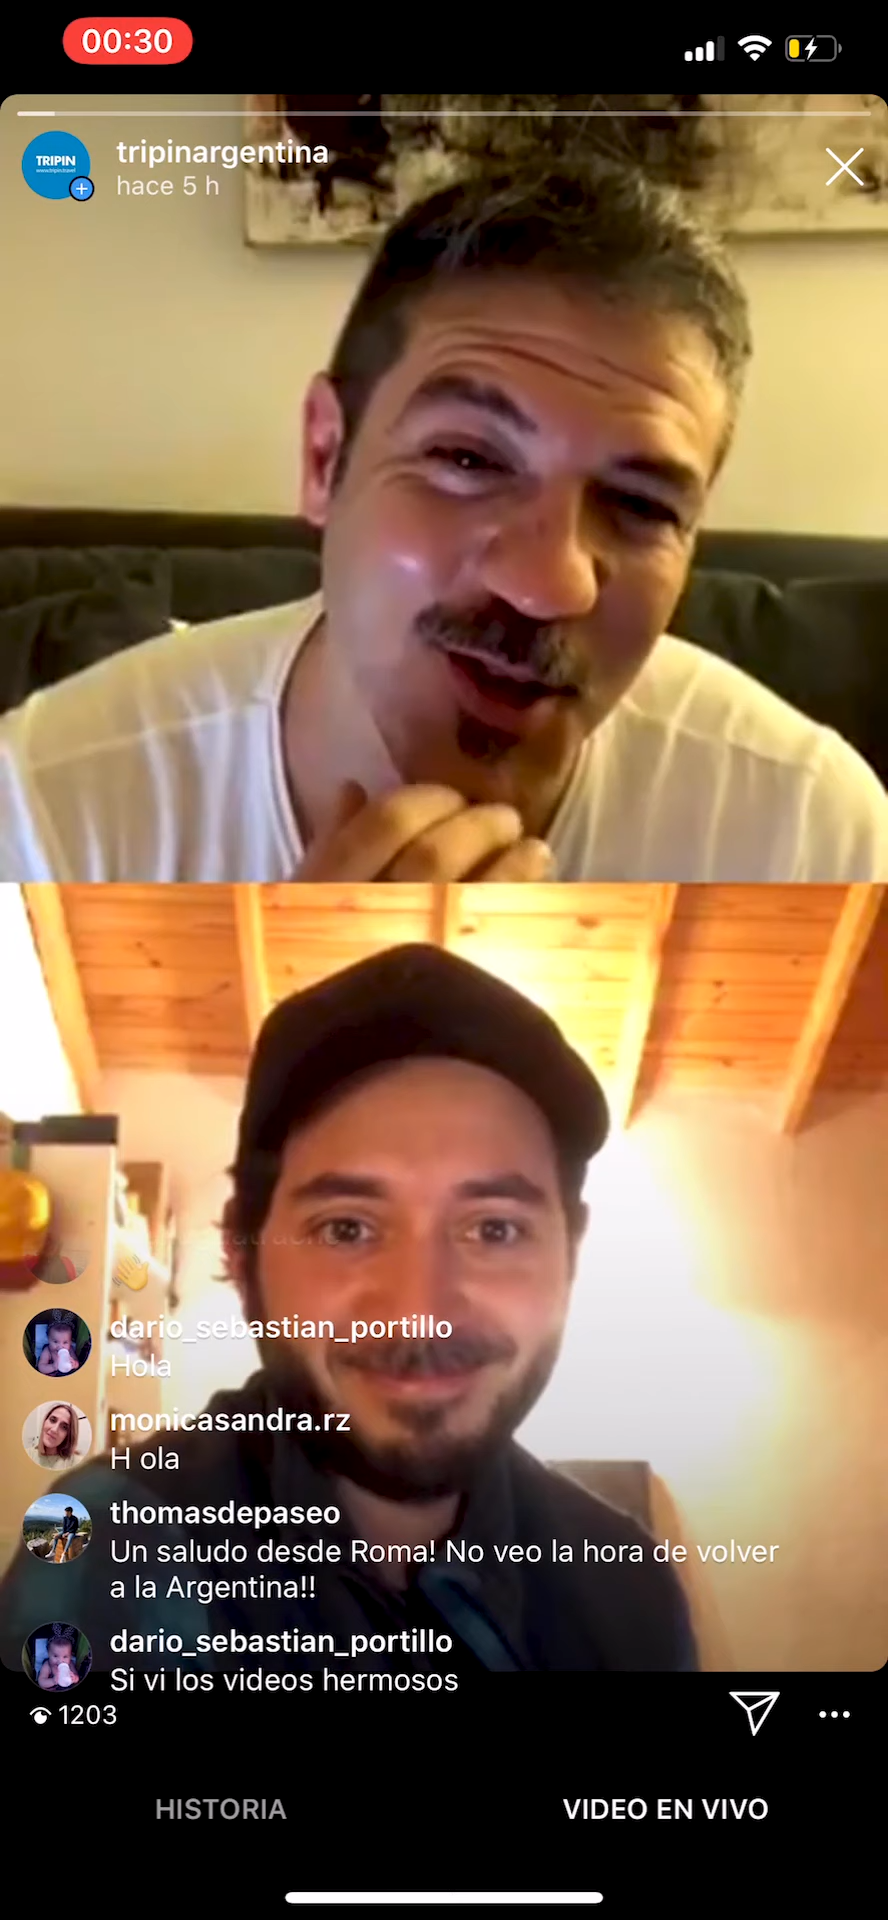 00:30
TRIPIN
tripinargentina
hace 5 h
dario_sebastian_portillo
Hola
monicasandra.rz
H ola
thomasdepaseo
Un saludo desde Roma! No veo la hora de volver
a la Argentina!!
dario_sebastian_portillo
Si vi los videos hermosos
1203
HISTORIA
VIDEO EN VIVO